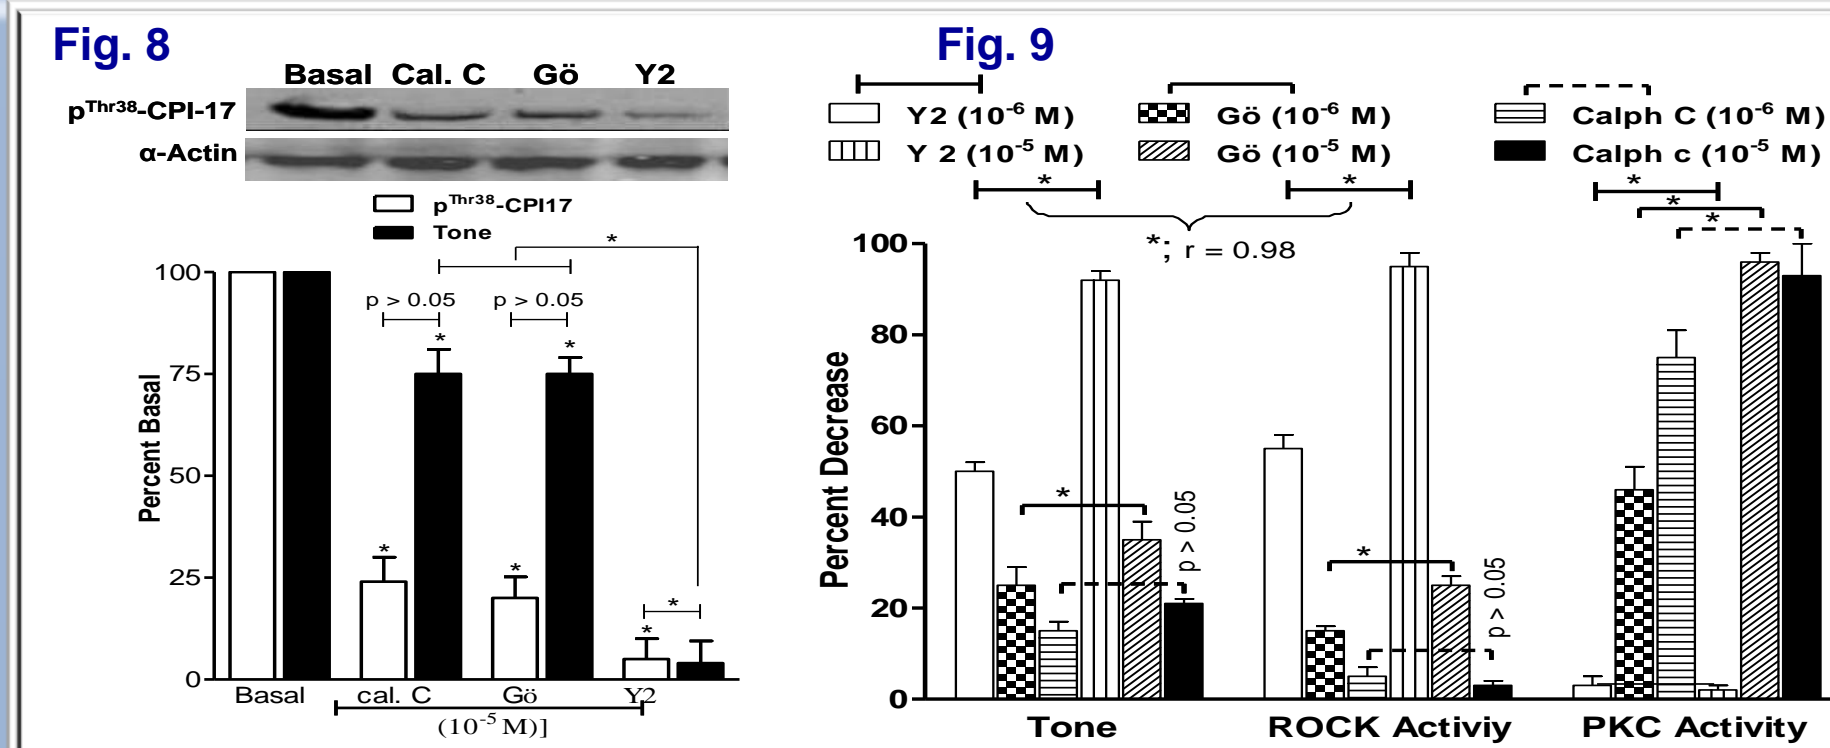 Fig. 8
Basal Cal. C Gö Y2
pThr38-CPI-17
α-Actin
pThr38-CPI17
Tone
*
p > 0.05 p > 0.05
* *
* *
*
*
Percent Basal
100
75
50
25
0
Basal cal. C Gö Y2
(10-5 M)]
Fig. 9
Y2 (10-6 M) Gö (10-6 M) Calph C (10-6 M)
Y 2 (10-5 M) Gö (10-5 M) Calph c (10-5 M)
* * *
*
*
*; r = 0.98
Percent Decrease
100
80
60
40
20
0
* p > 0.05
* p > 0.05
Tone ROCK Activiy PKC Activity